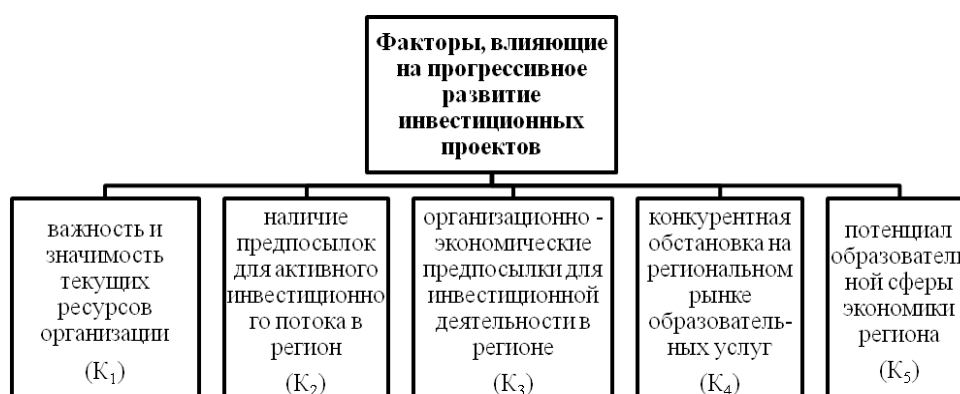 Факторы, влияющие
на прогрессивное
развитие
инвестиционных
проектов
важность и
значимость
текущих
ресурсов
организации
(К₁)
наличие
предпосылок
для активного
инвестиционно
го потока в
регион
(К₂)
организационно -
экономические
предпосылки для
инвестиционной
деятельности в
регионе
(К₃)
конкурентная
обстановка на
региональном
рынке
образователь-
ных услуг
(К₄)
потенциал
образователь
ной сферы
экономики
региона
(К₅)